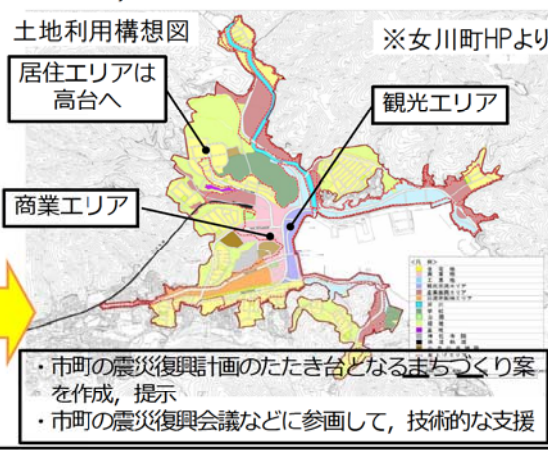 土地利用構想図
※女川町HPより
居住エリアは
高台へ
観光エリア
商業エリア
・市町の震災復興計画のたたき台となるまちづくり案
を作成，提示
・市町の震災復興会議などに参画して，技術的な支援